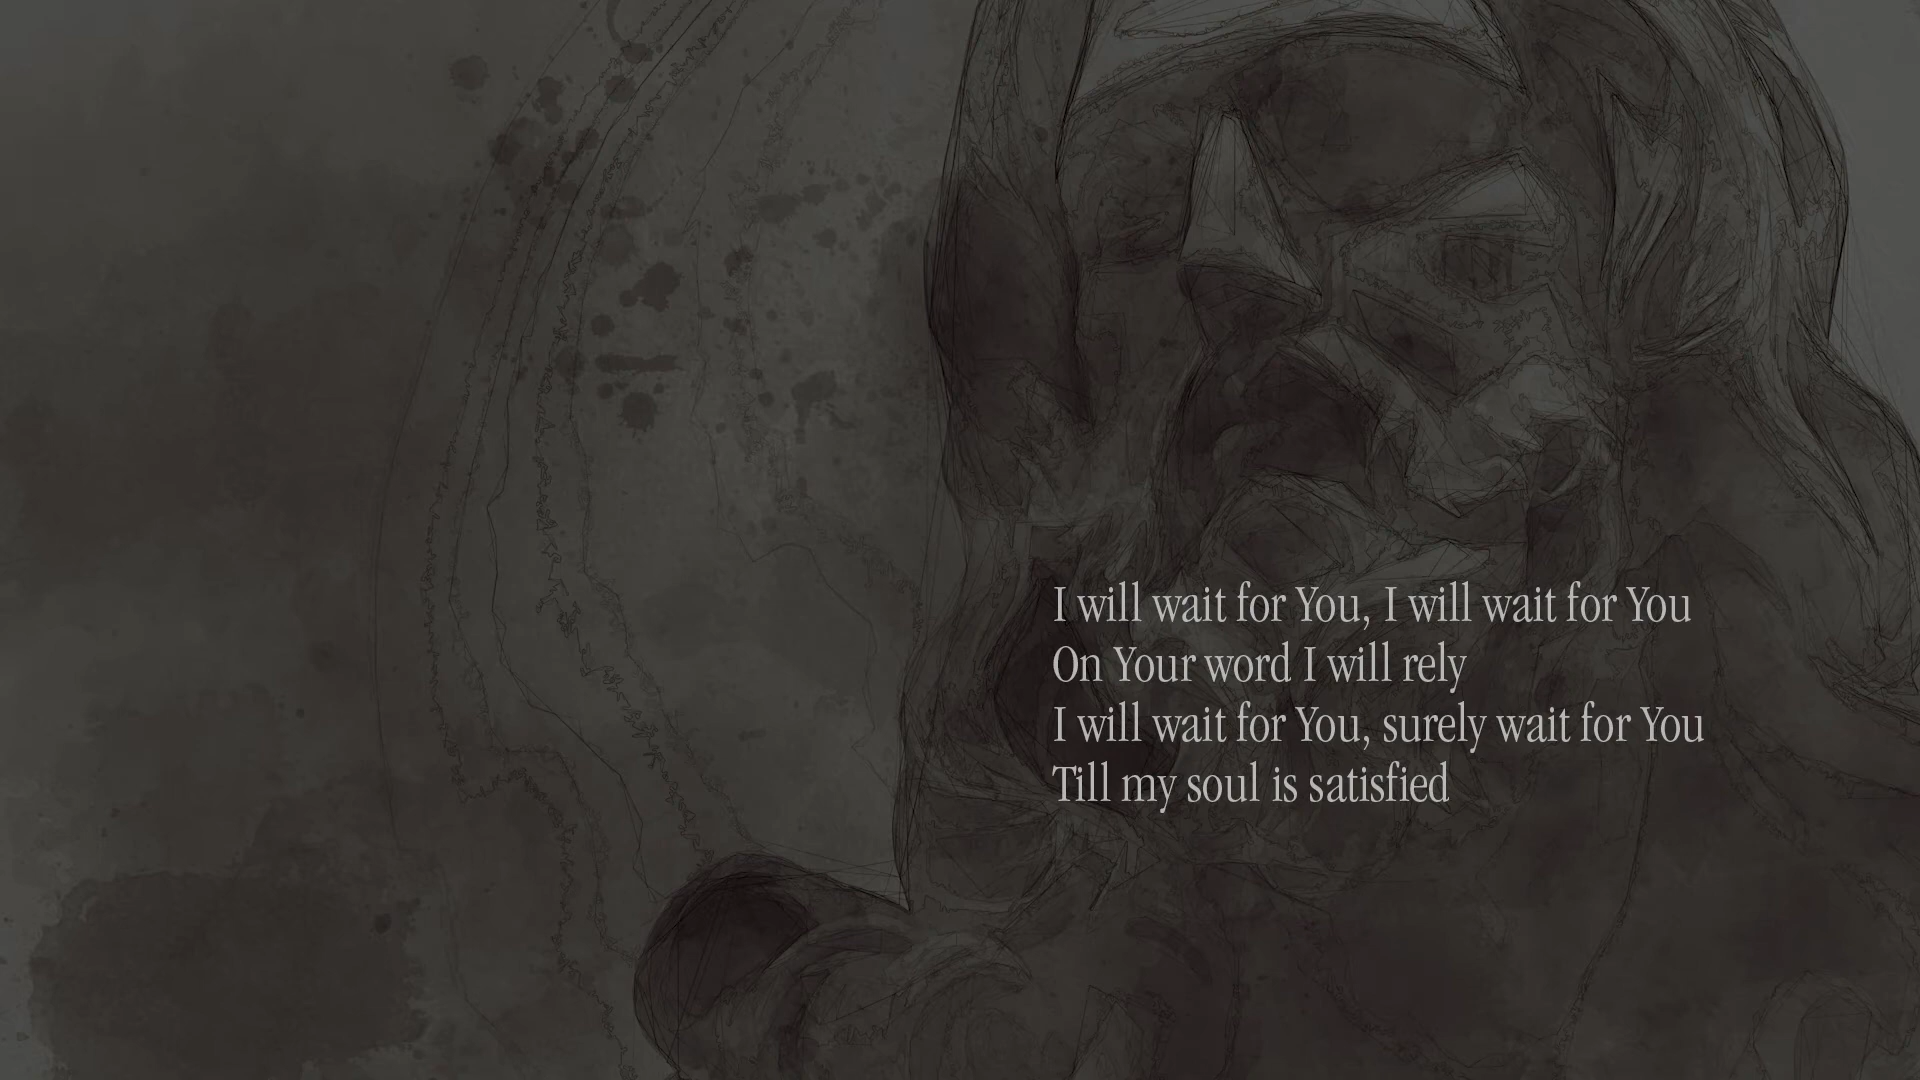 I will wait for You, I will wait for You
On Your word I will rely
I will wait for You, surely wait for You
Till my soul is satisfied